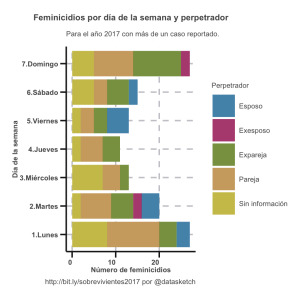 Feminicidios por dia de la semana y perpetrador
Para el año 2017 con más de un caso reportado.
Dia de la semana
7.Domingo
6.Sábado
5.Viernes
4.Jueves
3.Miércoles
2.Martes
1.Lunes
0
10
20
Número de feminicidios
Perpetrador
Esposo
Exesposo
Expareja
Pareja
Sin información
http://bit.ly/sobrevivientes2017 por @datasketch